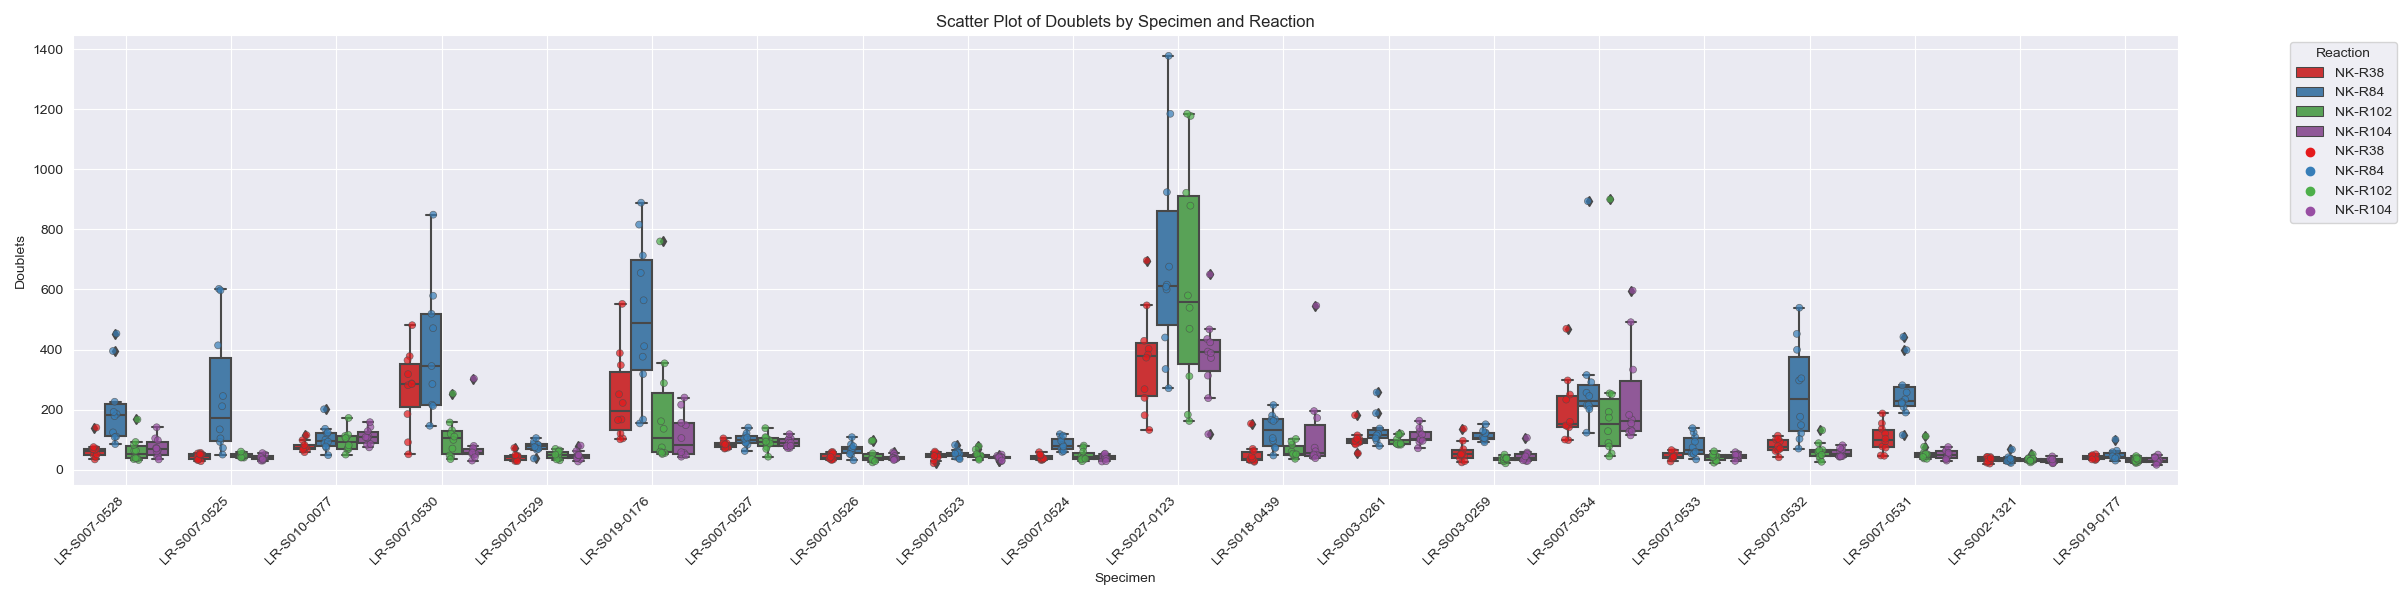 Scatter Plot of Doublets by Specimen and Reaction
Doublets
1400
1200
1000
800
600
400
200
0
LR-S007-0528
LR-S007-0525
LR-S010-0077
LR-S007-0530
LR-S007-0529
LR-S019-0176
LR-S007-0527
LR-S007-0526
LR-S007-0523
LR-S007-0524
LR-S027-0123
LR-S018-0439
LR-S003-0261
LR-S003-0259
LR-S007-0534
LR-S007-0533
LR-S007-0532
LR-S007-0531
LR-S002-1321
LR-S019-0177
Specimen
Reaction
NK-R38
NK-R84
NK-R102
NK-R104
NK-R38
NK-R84
NK-R102
NK-R104